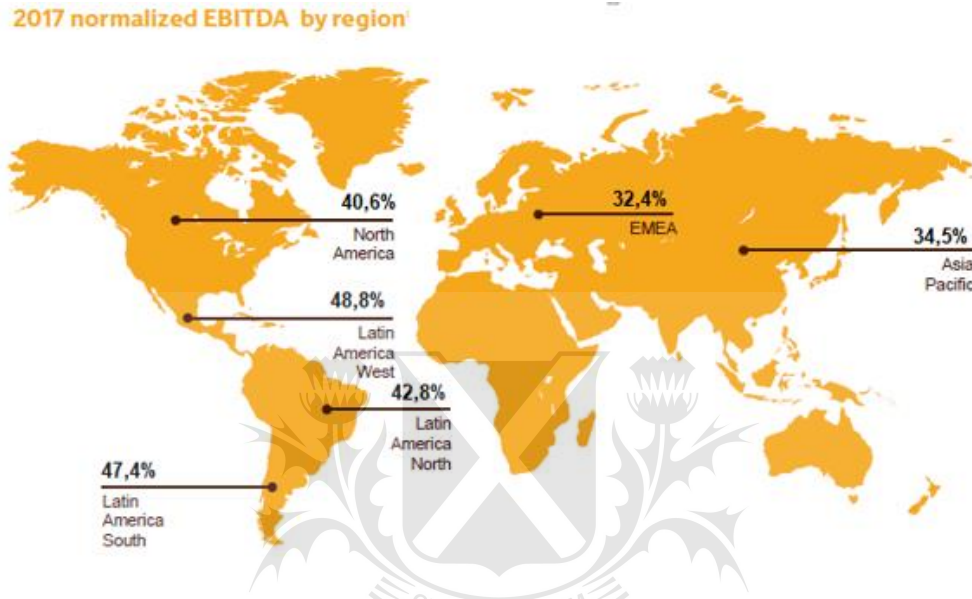 2017 normalized EBITDA by region
40,6%
North
America
32,4%
EMEA
34,5%
Asia
Pacific
48,8%
Latin
America
West
42,8%
Latin
America
North
47,4%
Latin
America
South